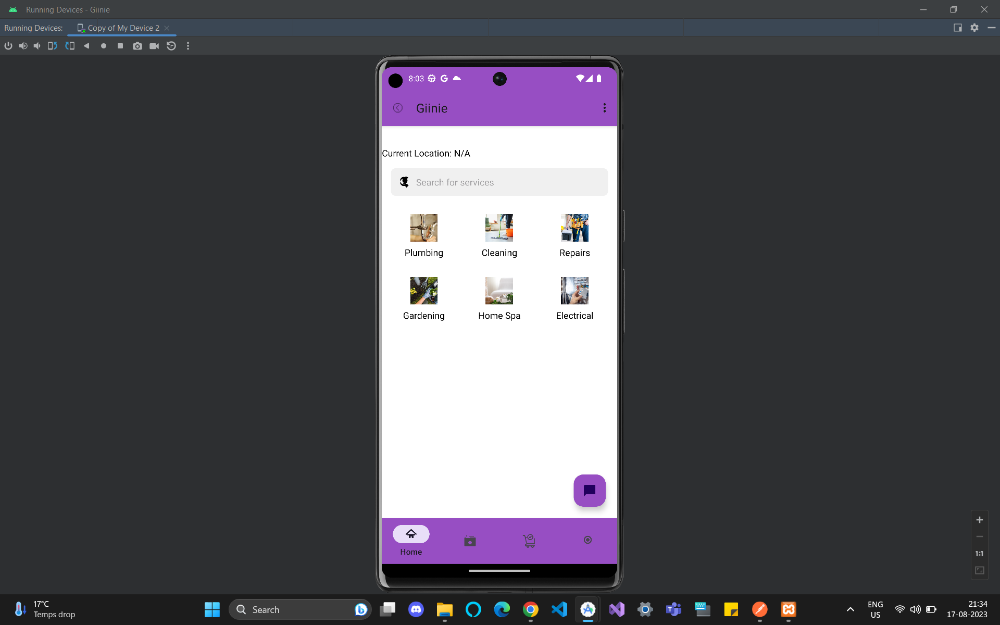 Running Devices - Giinie
Running Devices:
Copy of My Device 2
8:03
Giinie
Current Location: N/A
Search for services
Plumbing
Cleaning
Repairs
Gardening
Home Spa
Electrical
Home
1:1
17°C
Temps drop
Search
ENG
US
21:34
17-08-2023